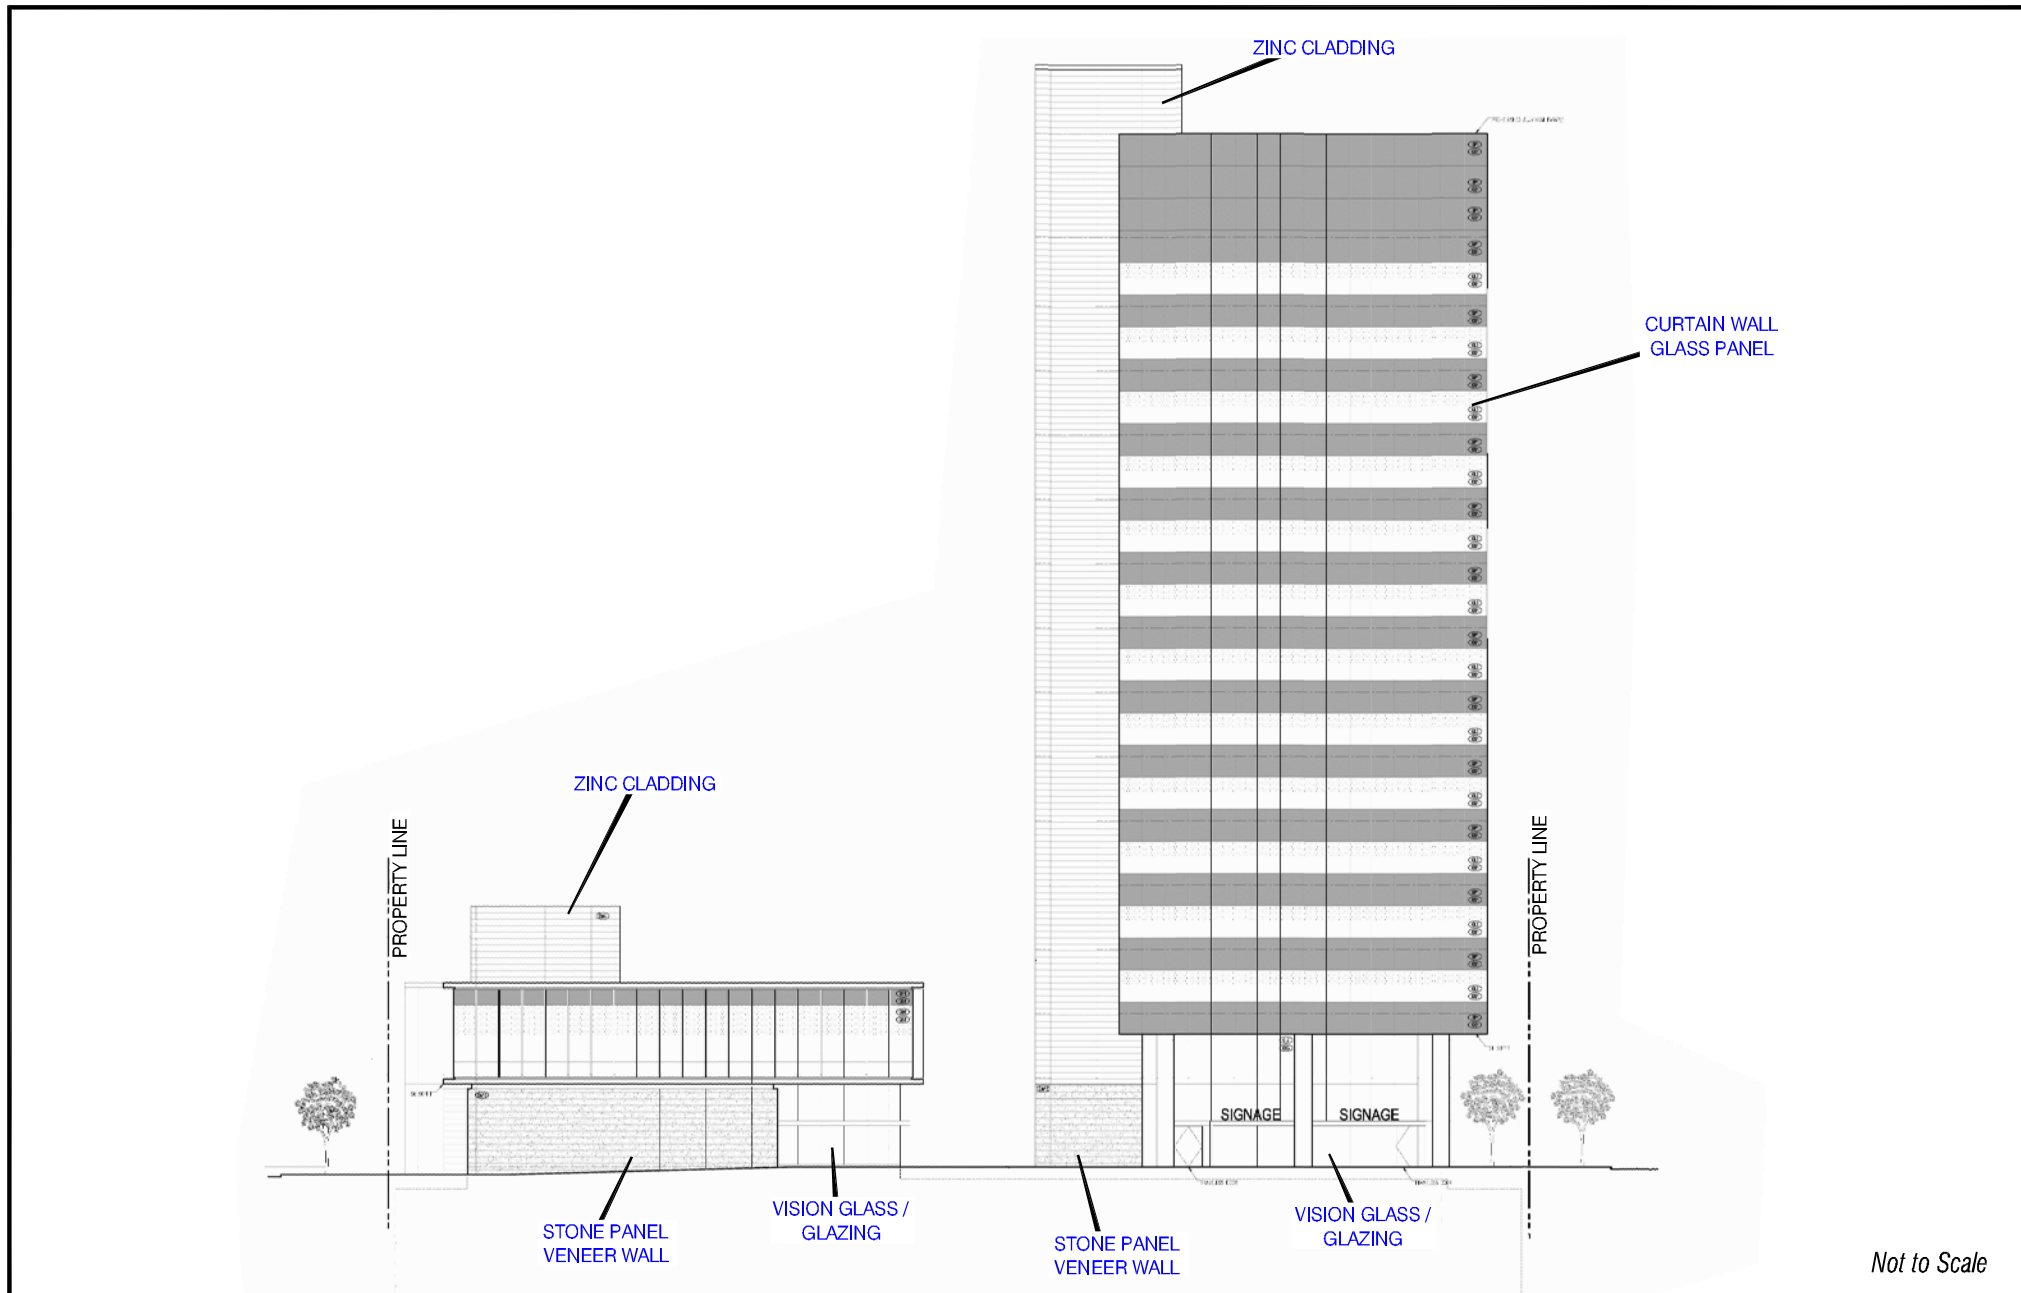 ZINC CLADDING
CURTAIN WALL
GLASS PANEL
ZINC CLADDING
PROPERTY LINE
PROPERTY LINE
SIGNAGE
SIGNAGE
STONE PANEL
VENEER WALL
VISION GLASS /
GLAZING
STONE PANEL
VENEER WALL
VISION GLASS /
GLAZING
Not to Scale